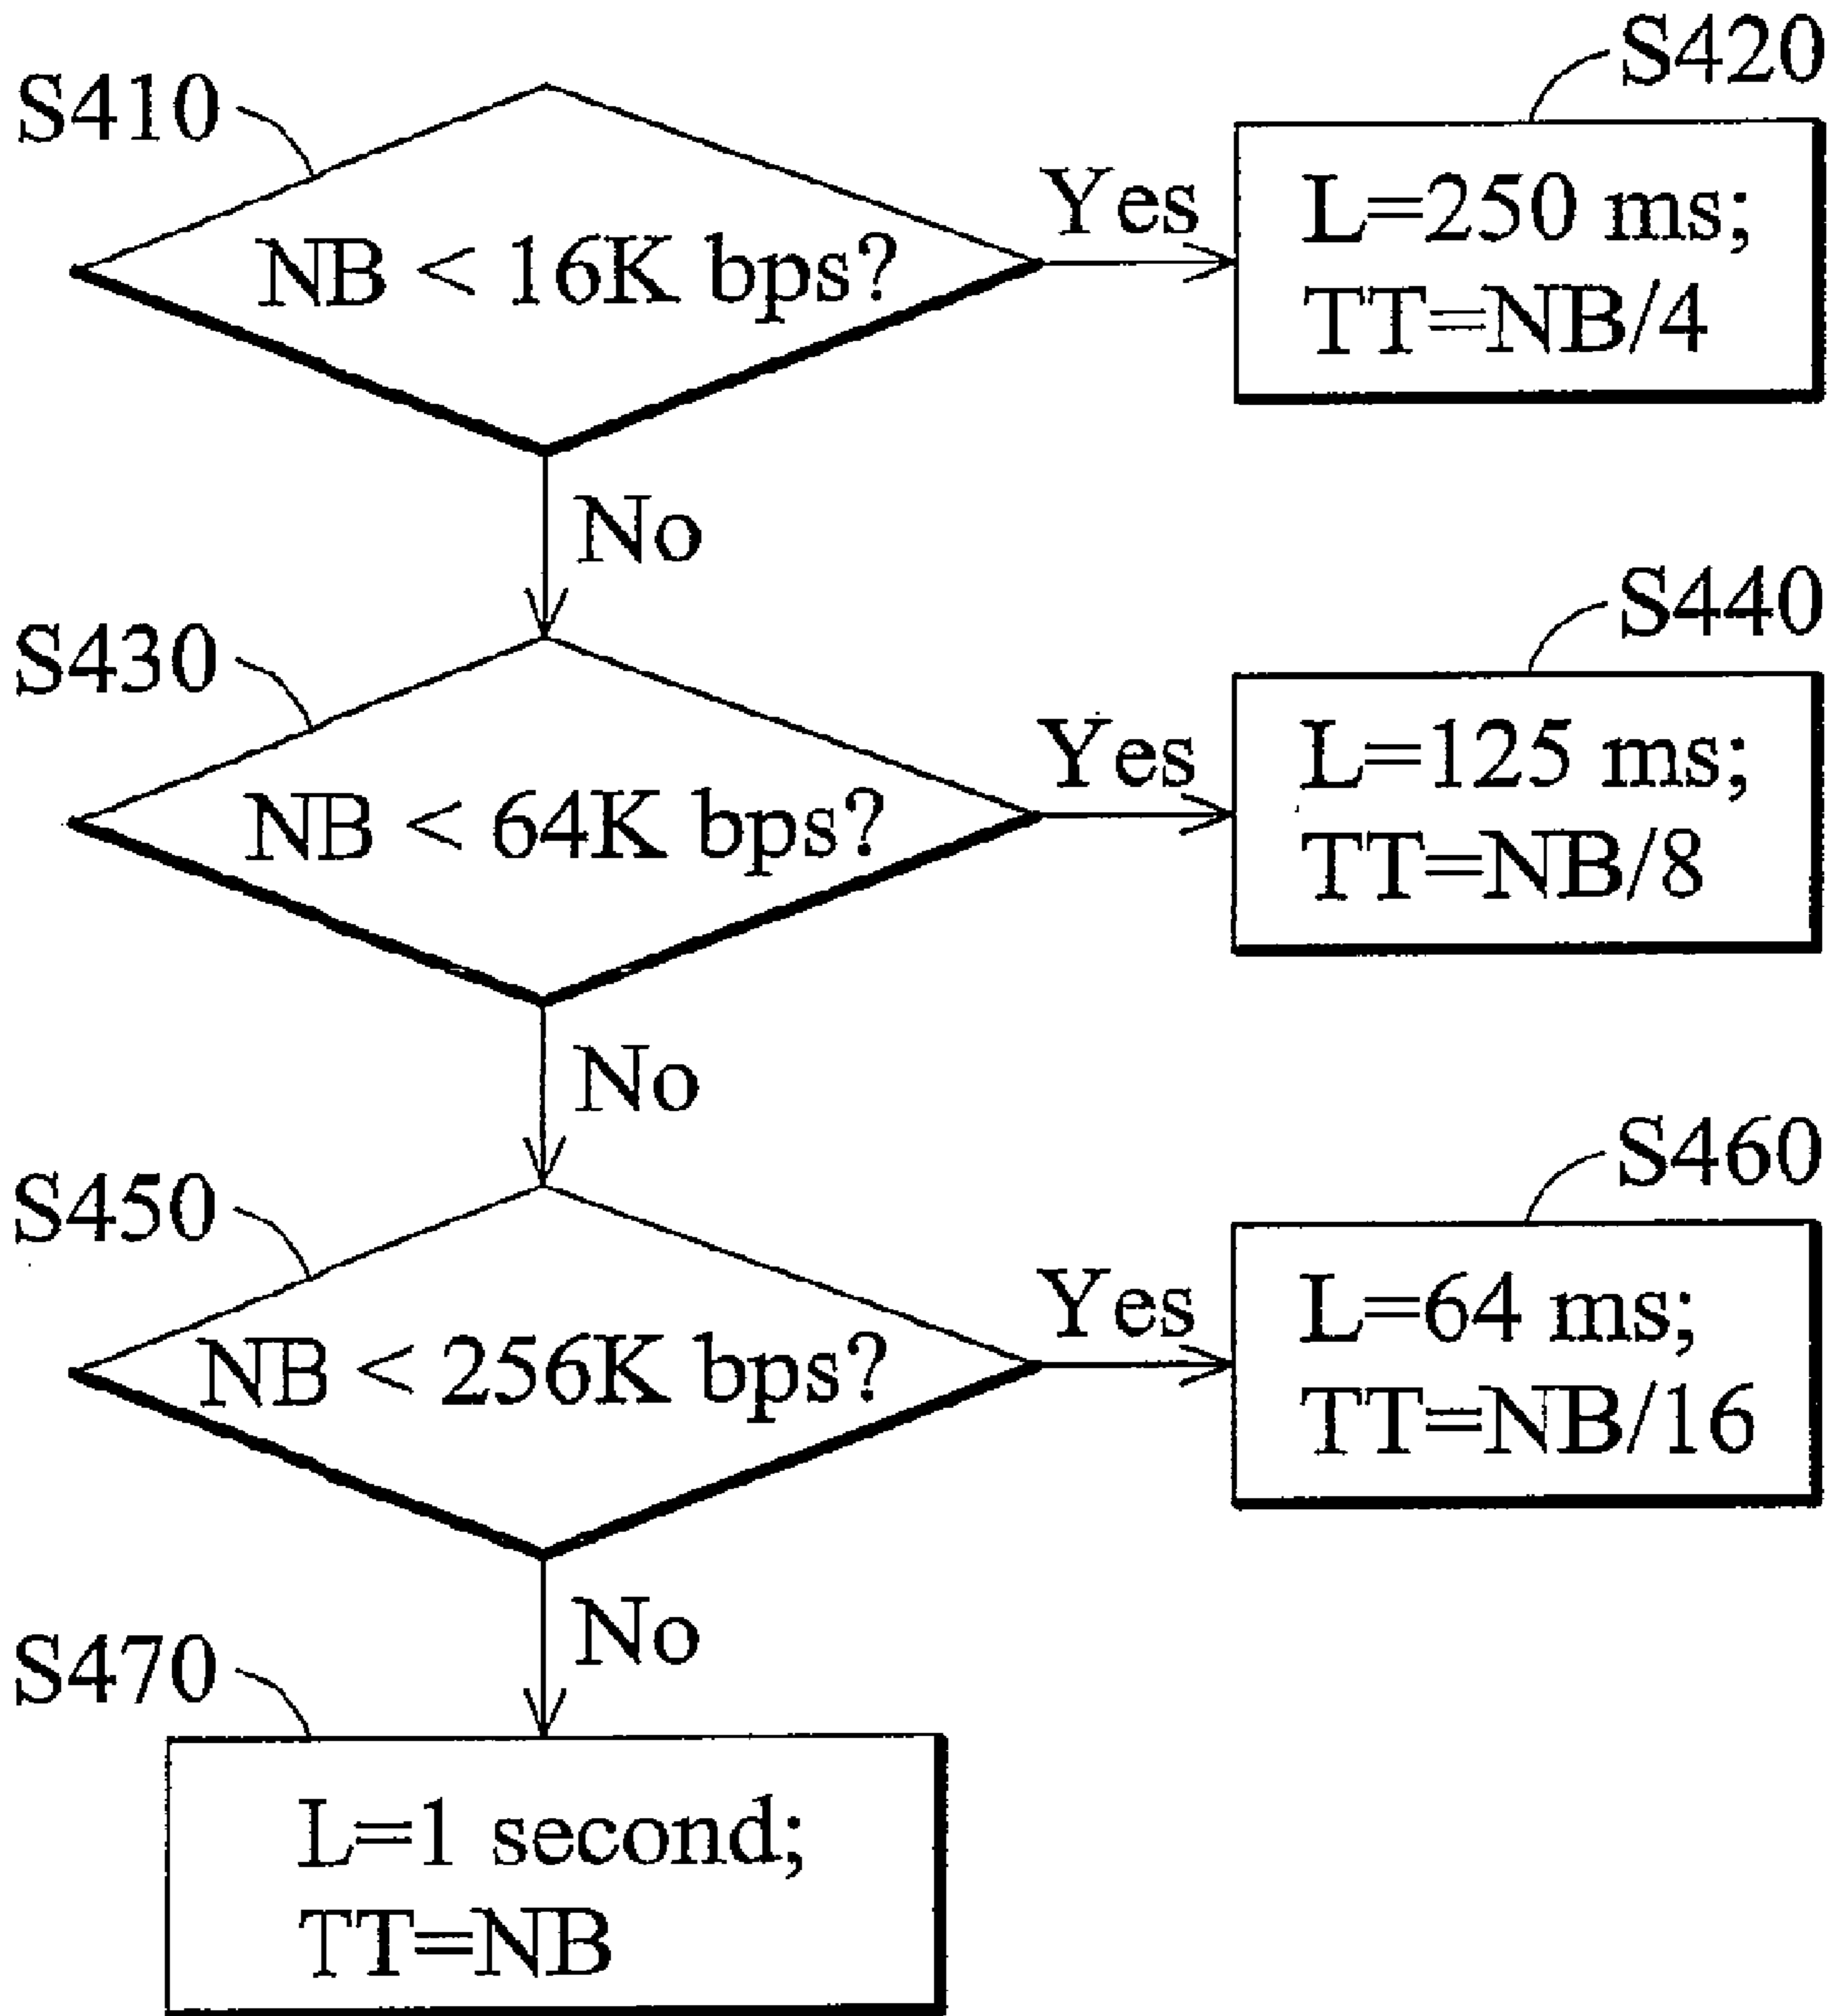 S410
NB < 16K bps?
Yes
S420
L=250 ms;
TT=NB/4
No
S430
NB < 64K bps?
Yes
S440
L=125 ms;
TT=NB/8
No
S450
NB < 256K bps?
Yes
S460
L=64 ms;
TT=NB/16
No
S470
L=1 second;
TT=NB